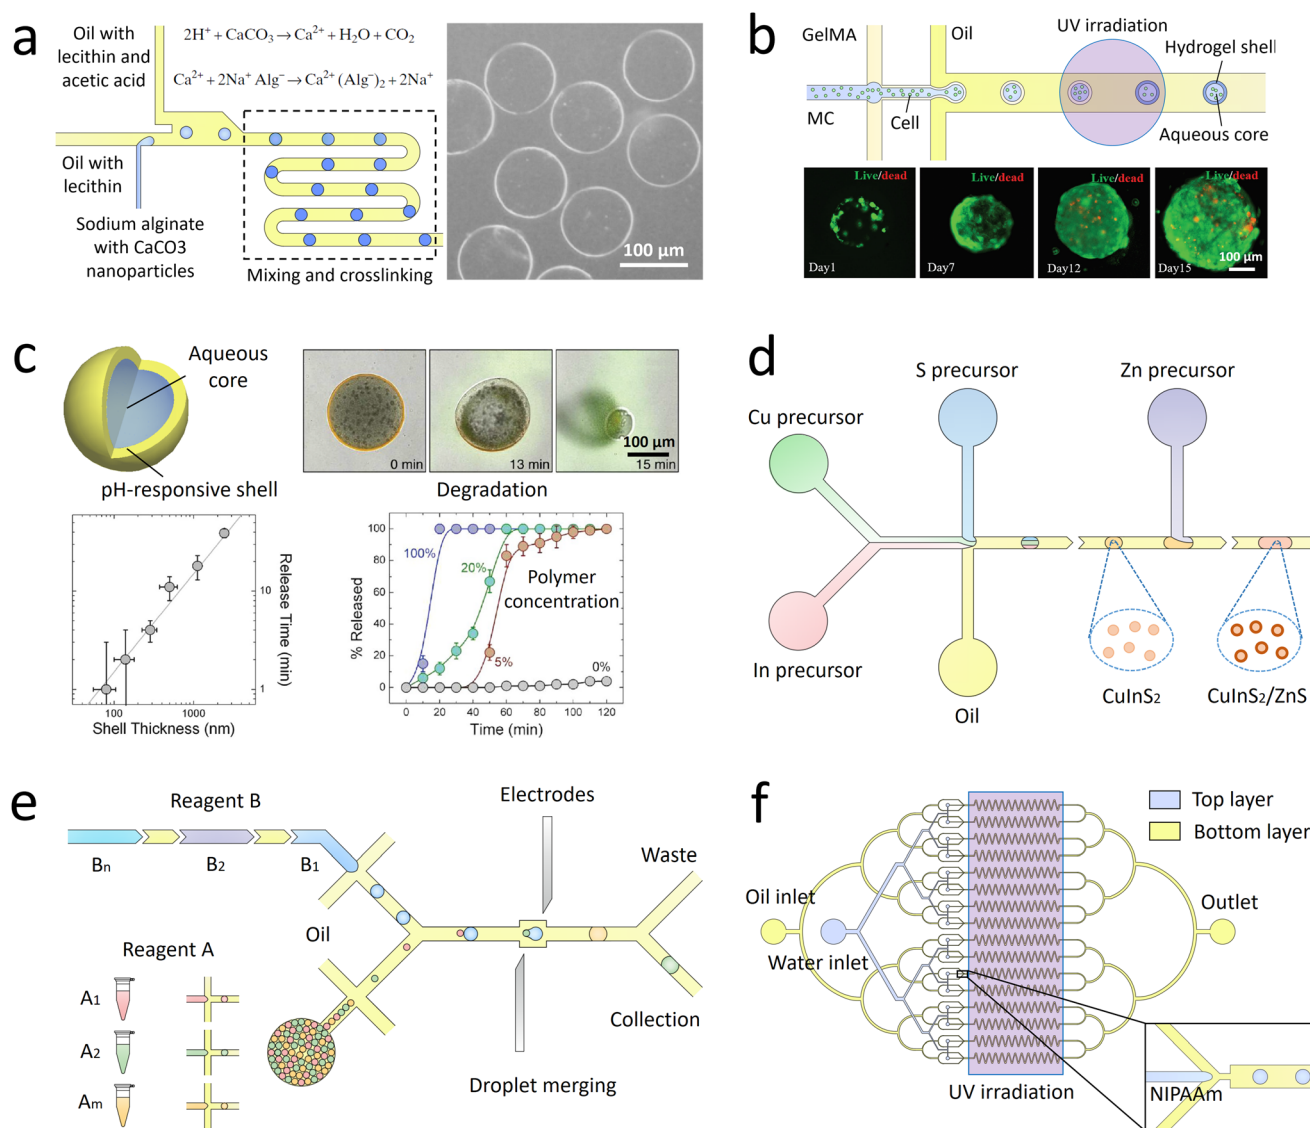 a
Oil with
lecithin and
acetic acid
2H⁺ + CaCO₃ → Ca²⁺ + H₂O + CO₂
Ca²⁺ + 2Na⁺ Alg⁻ → Ca²⁺ (Alg⁻)₂ + 2Na⁺
Oil with
lecithin
Sodium alginate
with CaCO3
nanoparticles
Mixing and crosslinking
100 µm
b
GelMA
Oil
UV irradiation
Hydrogel shell
MC
Cell
Aqueous core
Live/dead
Day1
Live/dead
Day7
Live/dead
Day12
Live/dead
Day15
100 µm
c
Aqueous
core
pH-responsive shell
0 min
13 min
100 µm
15 min
Degradation
10
1
Release Time (min)
100
1000
Shell Thickness (nm)
% Released
100
80
60
40
20
0
100%
20%
5%
0%
Polymer
concentration
0 20 40 60 80 100 120
Time (min)
d
S precursor
Zn precursor
Cu precursor
In precursor
Oil
CuInS₂
CuInS₂/ZnS
e
Reagent B
Bn
B2
B1
Electrodes
Waste
Oil
Reagent A
A1
A2
Am
Collection
Droplet merging
f
Top layer
Bottom layer
Oil inlet
Water inlet
Outlet
UV irradiation
NIPAAm